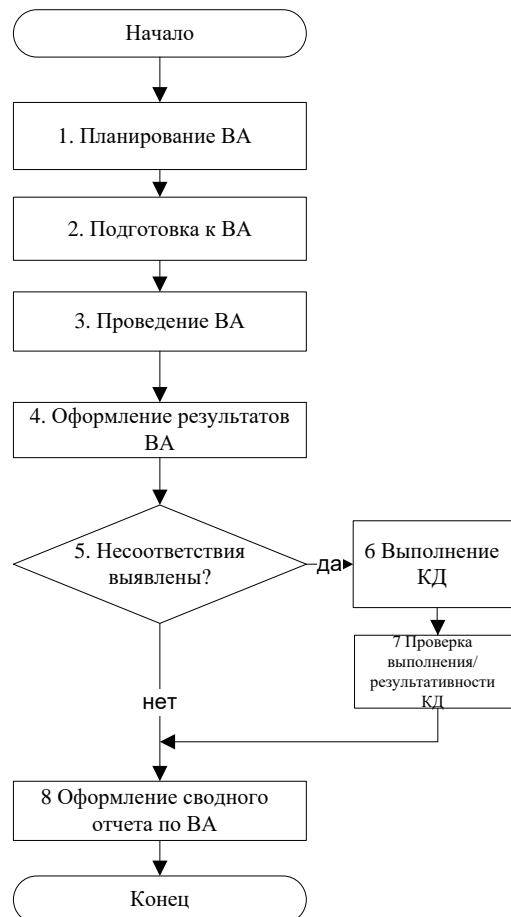 Начало
1. Планирование ВА
2. Подготовка к ВА
3. Проведение ВА
4. Оформление результатов
ВА
5. Несоответствия
выявлены?
да
6 Выполнение
КД
7 Проверка
выполнения/
результативности
КД
нет
8 Оформление сводного
отчета по ВА
Конец